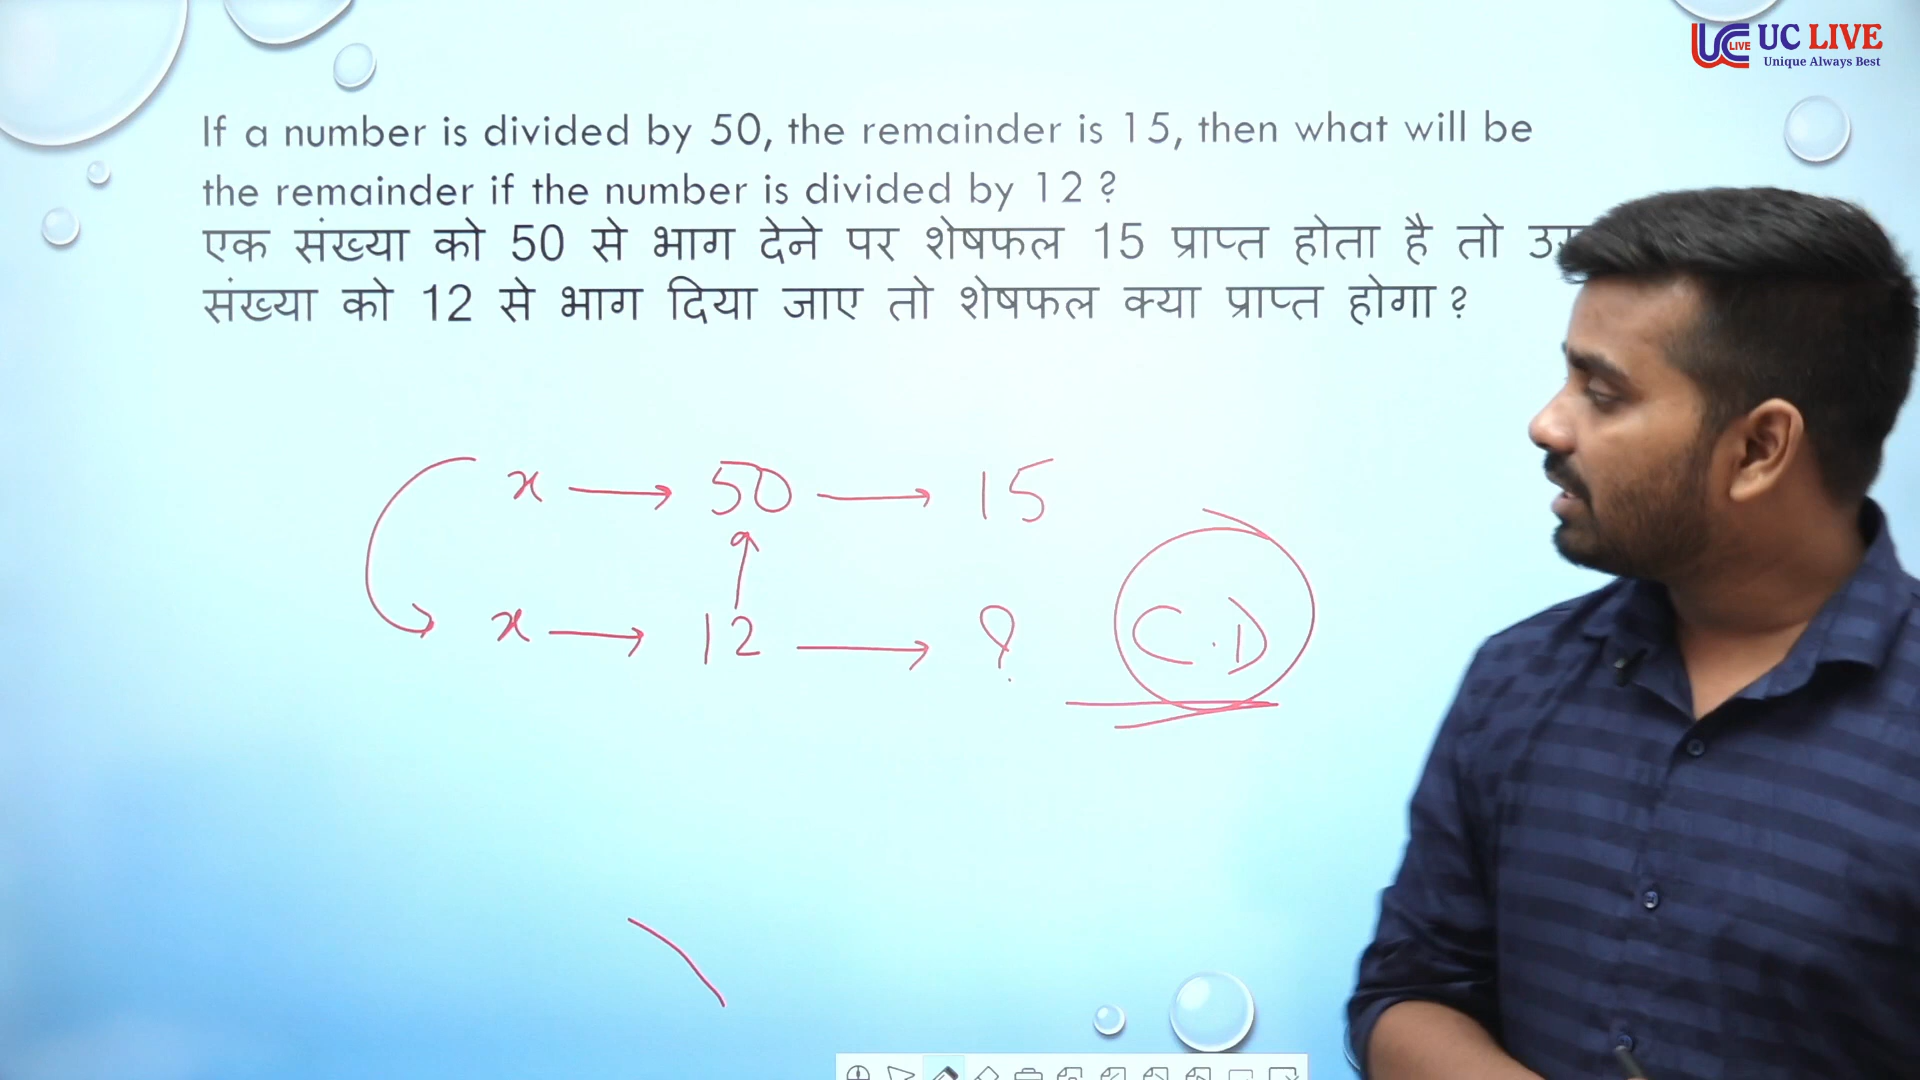 UC LIVE
LIVE
Unique Always Best
If a number is divided by 50, the remainder is 15, then what will be
the remainder if the number is divided by 12 ?
एक संख्या को 50 से भाग देने पर शेषफल 15 प्राप्त होता है तो
संख्या को 12 से भाग दिया जाए तो शेषफल क्या प्राप्त होगा ?
x → 50 → 15
x → 12 → ?
C.D